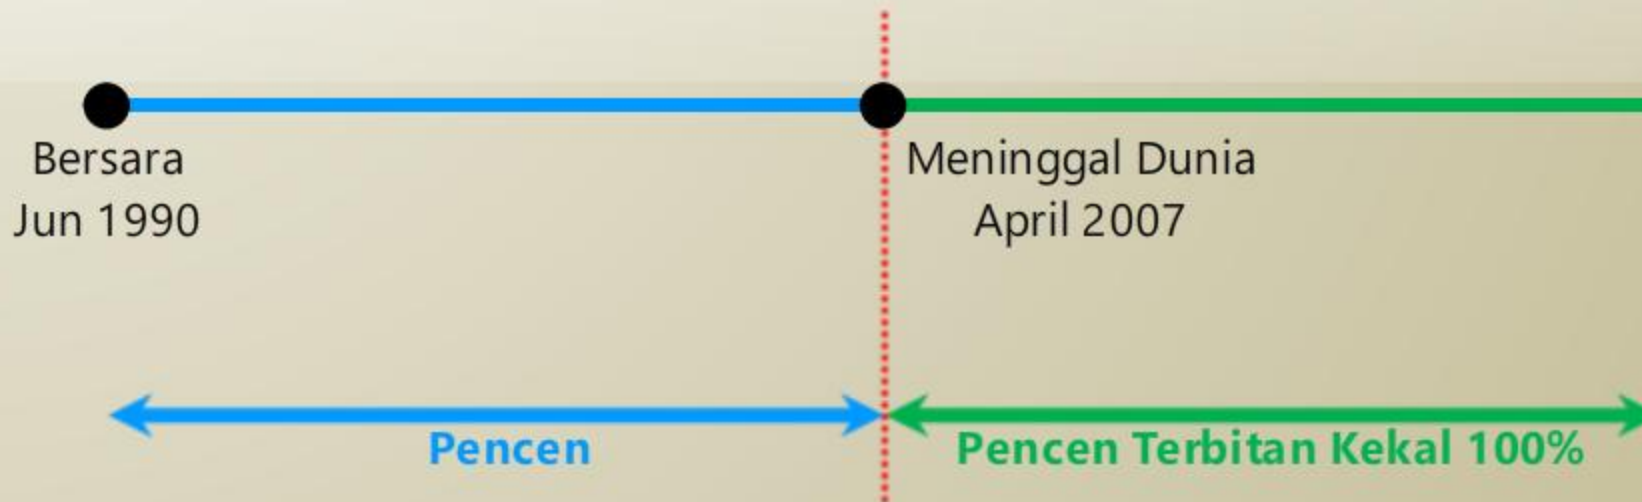 Bersara
Jun 1990
Meninggal Dunia
April 2007
Pencen
Pencen Terbitan Kekal 100%